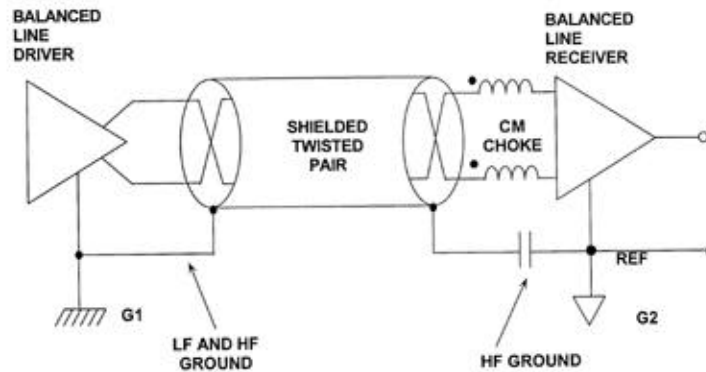 BALANCED
LINE
DRIVER
BALANCED
LINE
RECEIVER
SHIELDED
TWISTED
PAIR
CM
CHOKE
REF
G1
G2
LF AND HF
GROUND
HF GROUND